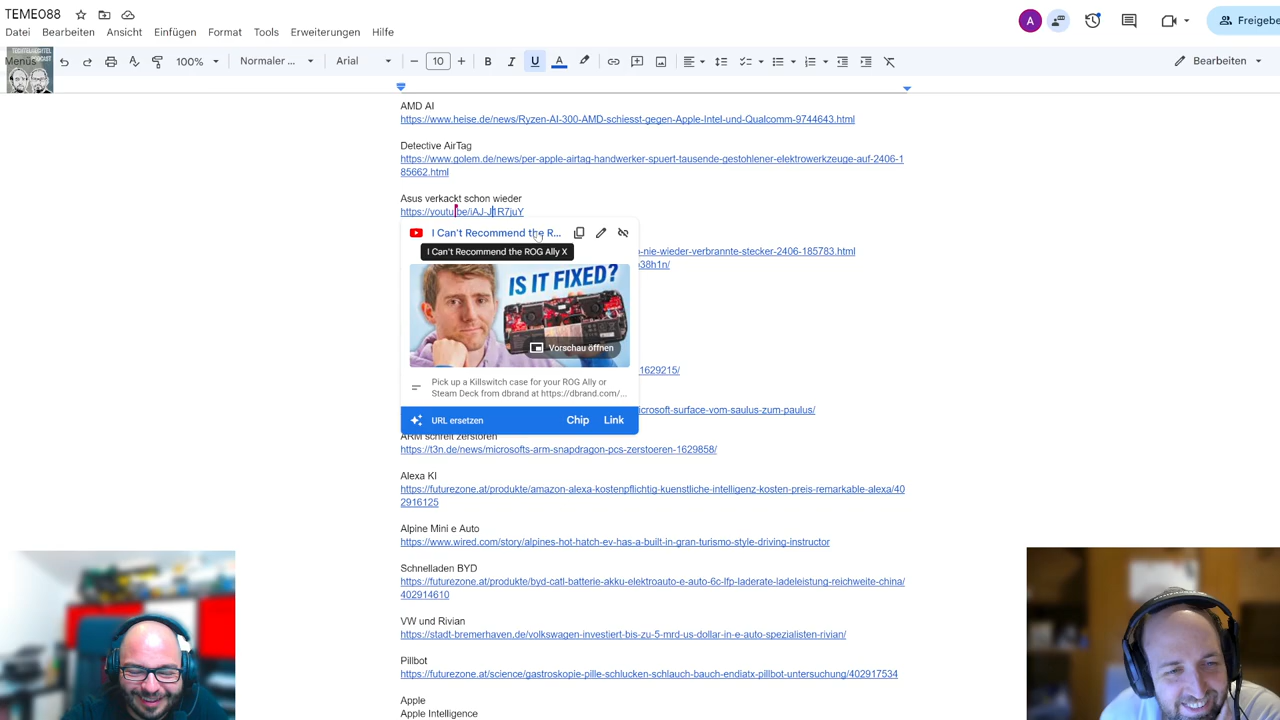 TEME088
Datei Bearbeiten Ansicht Einfügen Format Tools Erweiterungen Hilfe
A
Freigebe
Menüs
100%
Normaler ...
Arial
10
B I U A
Bearbeiten
AMD AI
https://www.heise.de/news/Ryzen-AI-300-AMD-schiesst-gegen-Apple-Intel-und-Qualcomm-9744643.html
Detective AirTag
https://www.golem.de/news/per-apple-airtag-handwerker-spuert-tausende-gestohlener-elektrowerkzeuge-auf-2406-1
85662.html
Asus verkackt schon wieder
https://youtu.be/iAJ-J1R7juY
I Can't Recommend the R...
I Can't Recommend the ROG Ally X
-nie-wieder-verbrannte-stecker-2406-185783.html
38h1n/
IS IT FIXED?
Vorschau öffnen
1629215/
Pick up a Killswitch case for your ROG Ally or
Steam Deck from dbrand at https://dbrand.com/...
icrosoft-surface-vom-saulus-zum-paulus/
URL ersetzen Chip Link
ARM schreit zerstören
https://t3n.de/news/microsofts-arm-snapdragon-pcs-zerstoeren-1629858/
Alexa KI
https://futurezone.at/produkte/amazon-alexa-kostenpflichtig-kuenstliche-intelligenz-kosten-preis-remarkable-alexa/40
2916125
Alpine Mini e Auto
https://www.wired.com/story/alpines-hot-hatch-ev-has-a-built-in-gran-turismo-style-driving-instructor
Schnelladen BYD
https://futurezone.at/produkte/byd-catl-batterie-akku-elektroauto-e-auto-6c-lfp-laderate-ladeleistung-reichweite-china/
402914610
VW und Rivian
https://stadt-bremerhaven.de/volkswagen-investiert-bis-zu-5-mrd-us-dollar-in-e-auto-spezialisten-rivian/
Pillbot
https://futurezone.at/science/gastroskopie-pille-schlucken-schlauch-bauch-endiatx-pillbot-untersuchung/402917534
Apple
Apple Intelligence